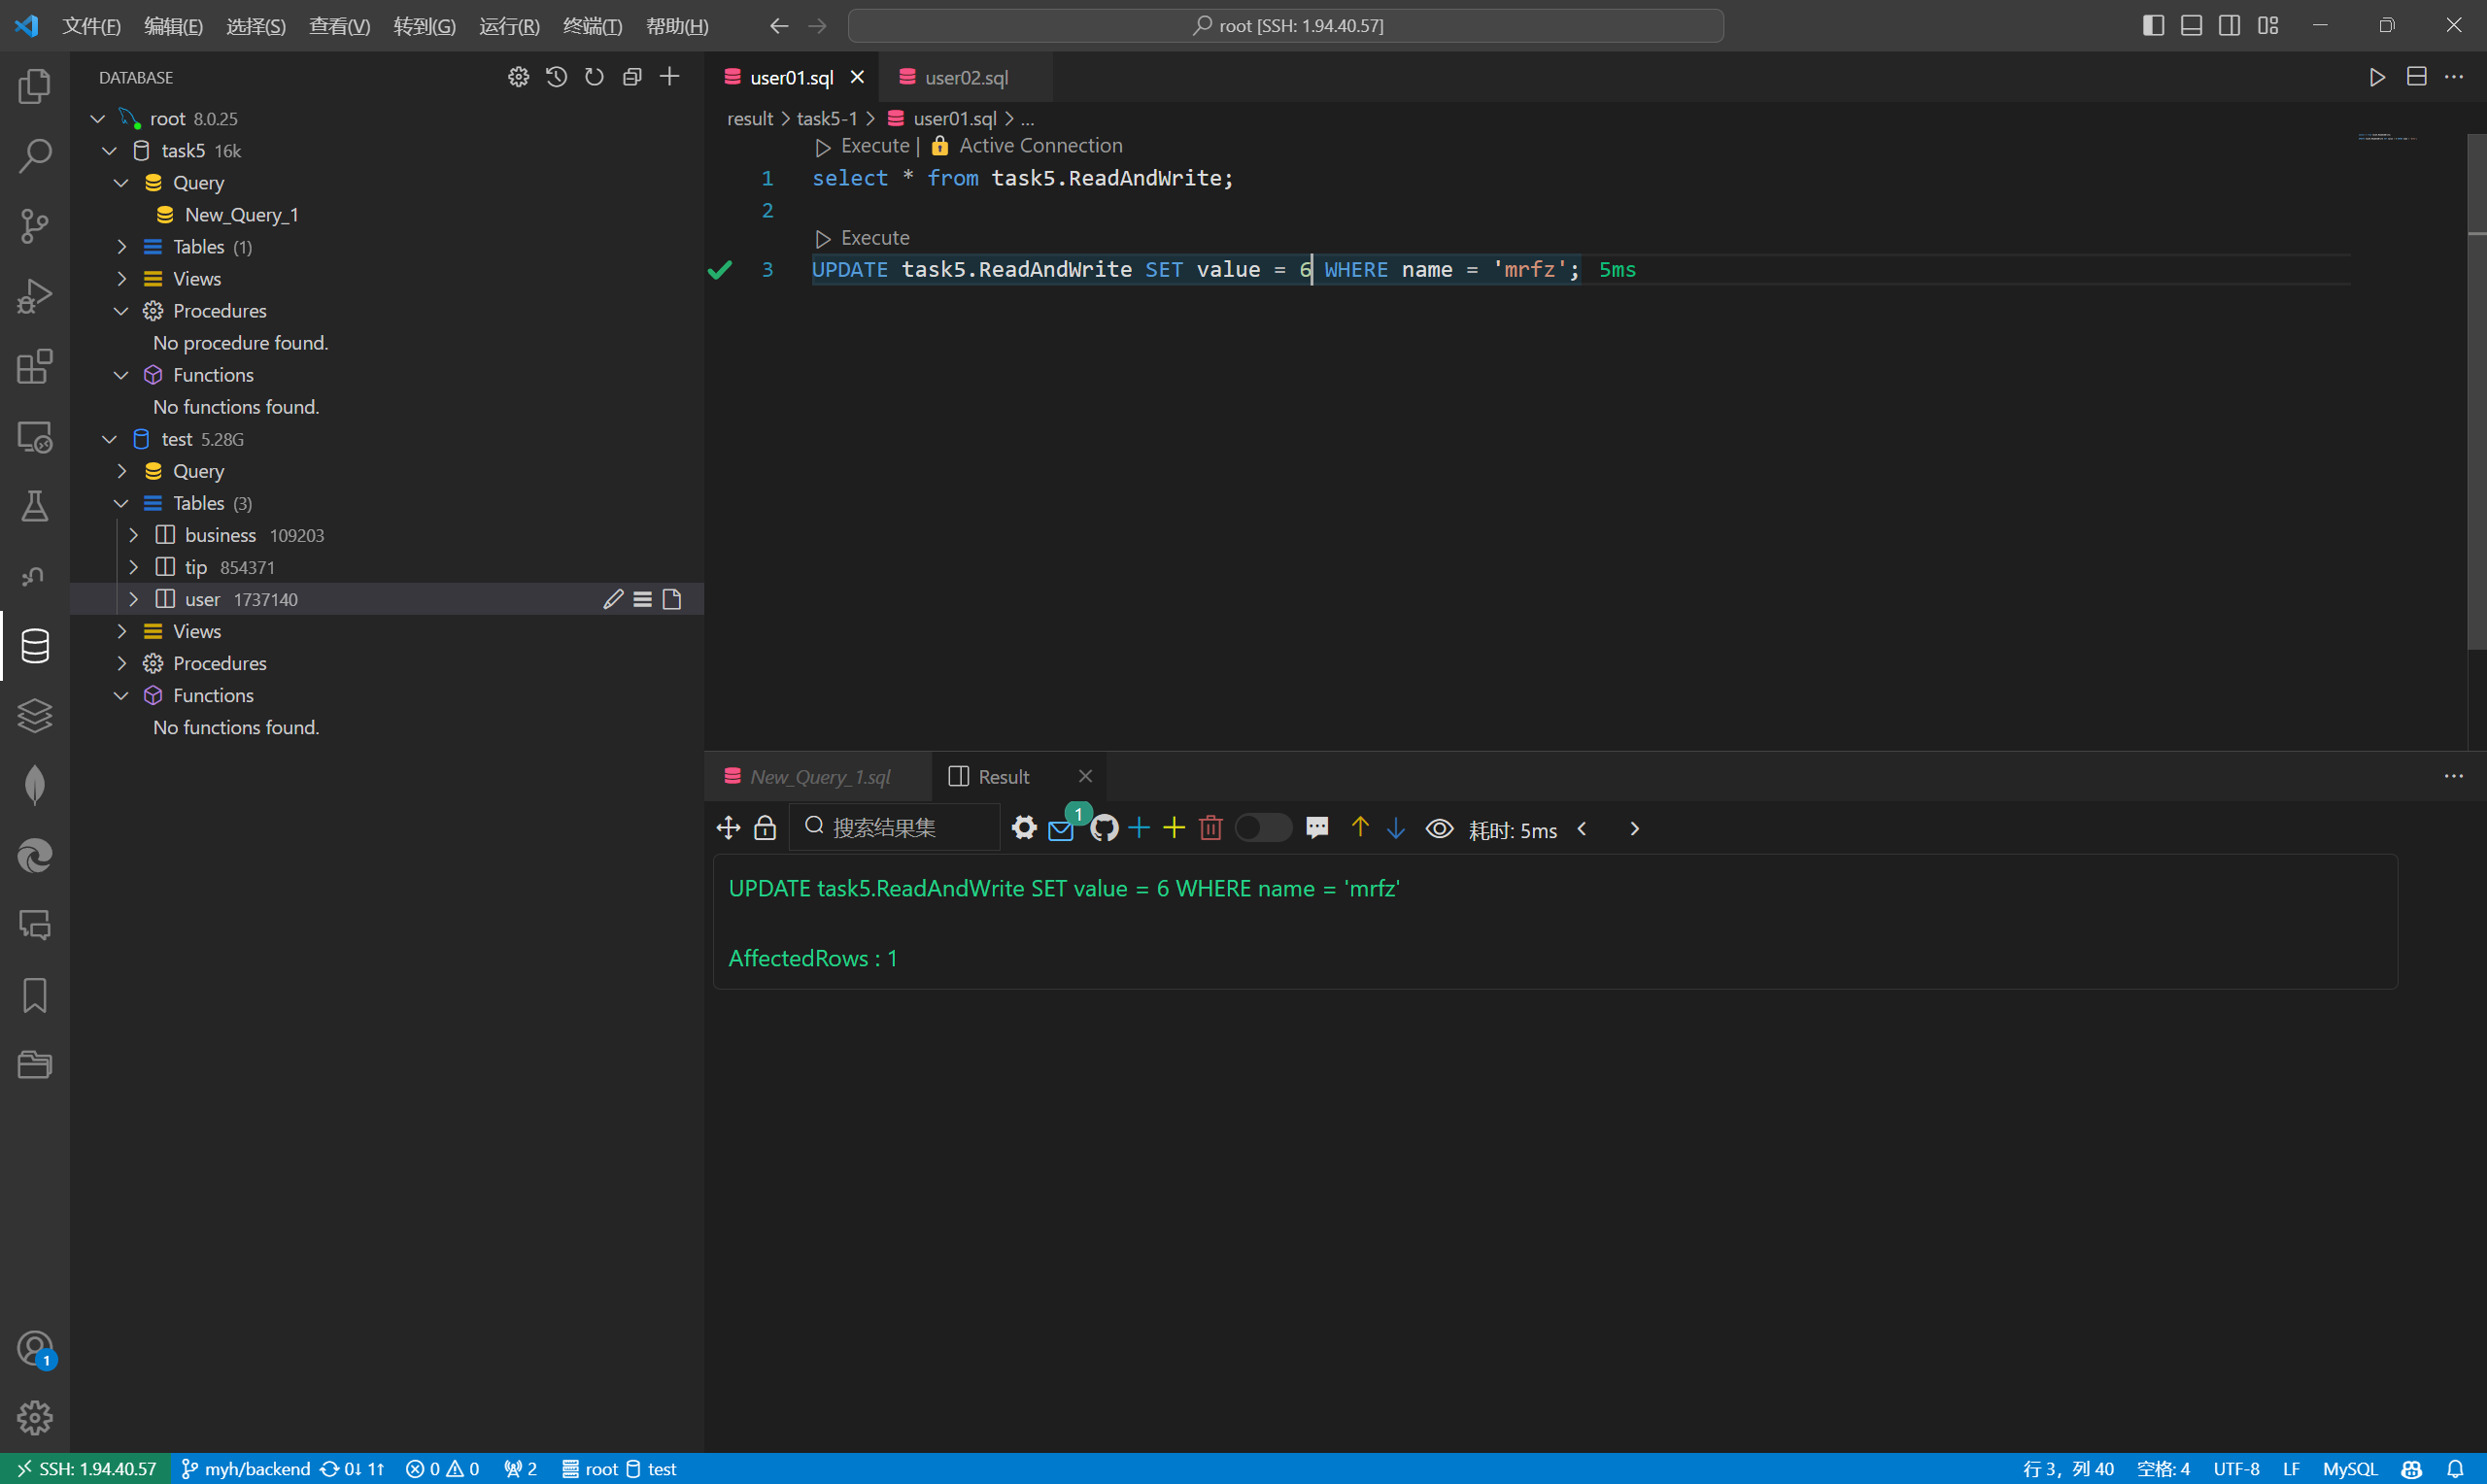 文件(F) 编辑(E) 选择(S) 查看(V) 转到(G) 运行(R) 终端(T) 帮助(H)
root [SSH: 1.94.40.57]
DATABASE
root 8.0.25
task5 16k
Query
New_Query_1
Tables (1)
Views
Procedures
No procedure found.
Functions
No functions found.
test 5.28G
Query
Tables (3)
business 109203
tip 854371
user 1737140
Views
Procedures
Functions
No functions found.
1
user01.sql
user02.sql
result > task5-1 > user01.sql > ...
Execute | Active Connection
1 select * from task5.ReadAndWrite;
2
Execute
3 UPDATE task5.ReadAndWrite SET value = 6 WHERE name = 'mrfz'; 5ms
New_Query_1.sql
Result
搜索结果集
1
耗时: 5ms
UPDATE task5.ReadAndWrite SET value = 6 WHERE name = 'mrfz'
AffectedRows : 1
SSH: 1.94.40.57 myh/backend 0↓ 1↑ 0 0 2 root test
行 3，列 40 空格: 4 UTF-8 LF MySQL